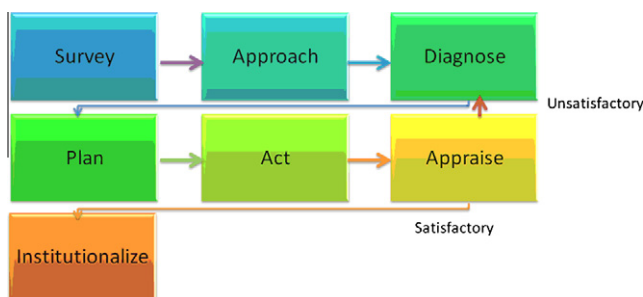 Survey
Approach
Diagnose
Unsatisfactory
Plan
Act
Appraise
Satisfactory
Institutionalize